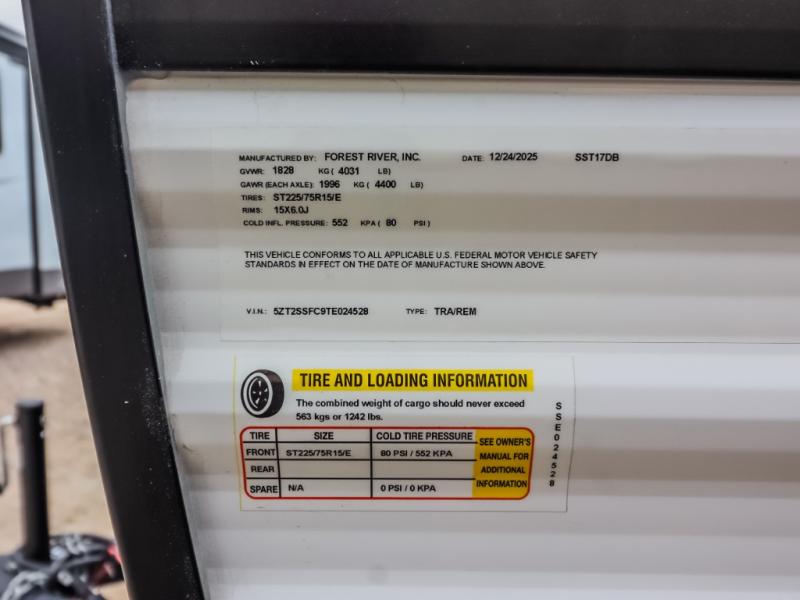 MANUFACTURED BY: FOREST RIVER, INC. DATE: 12/24/2025 SST17DB
GVWR: 1828 KG ( 4031 LB)
GAWR (EACH AXLE): 1996 KG ( 4400 LB)
TIRES: ST225/75R15/E
RIMS: 15X6.0J
COLD INFL. PRESSURE: 552 KPA ( 80 PSI )
THIS VEHICLE CONFORMS TO ALL APPLICABLE U.S. FEDERAL MOTOR VEHICLE SAFETY
STANDARDS IN EFFECT ON THE DATE OF MANUFACTURE SHOWN ABOVE.
V.I.N.: 5ZT2SSFC9TE024528 TYPE: TRA/REM
TIRE AND LOADING INFORMATION
The combined weight of cargo should never exceed
563 kgs or 1242 lbs.
TIRE SIZE COLD TIRE PRESSURE
FRONT ST225/75R15/E 80 PSI / 552 KPA
REAR
SPARE N/A 0 PSI / 0 KPA
SEE OWNER'S
MANUAL FOR
ADDITIONAL
INFORMATION
SSE024528